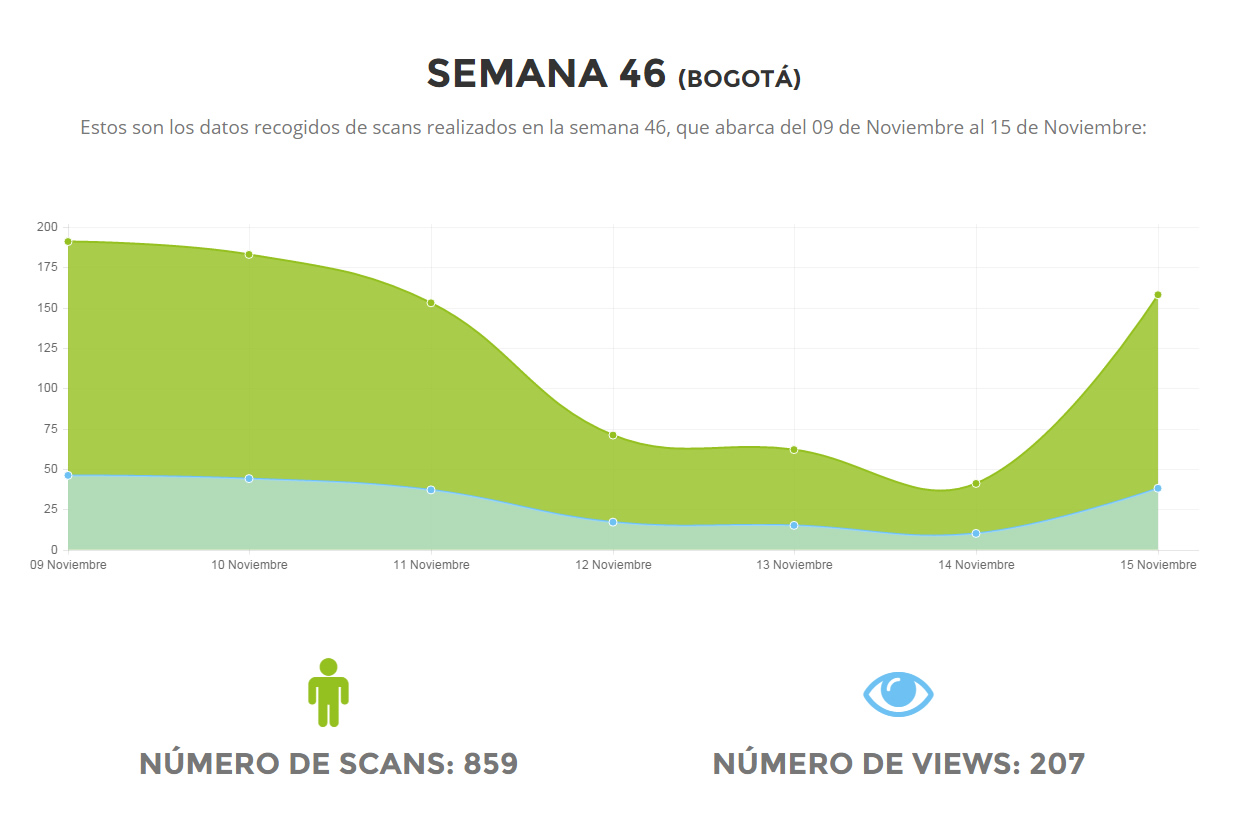 SEMANA 46 (BOGOTÁ)
Estos son los datos recogidos de scans realizados en la semana 46, que abarca del 09 de Noviembre al 15 de Noviembre:
200
175
150
125
100
75
50
25
0
09 Noviembre 10 Noviembre 11 Noviembre 12 Noviembre 13 Noviembre 14 Noviembre 15 Noviembre
NÚMERO DE SCANS: 859 NÚMERO DE VIEWS: 207